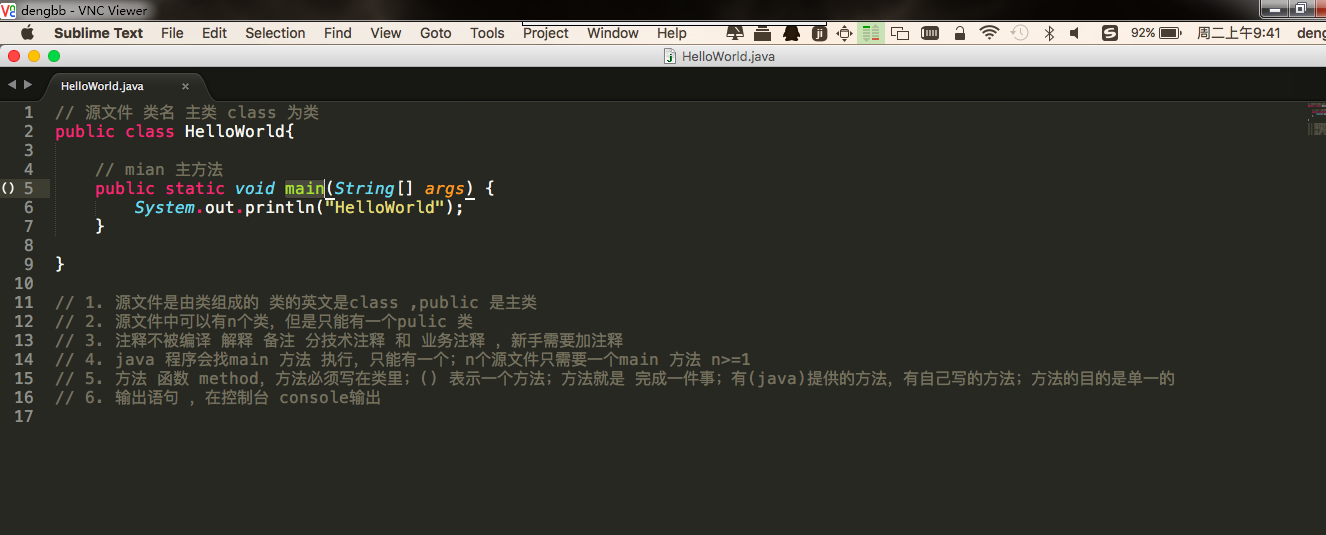 dengbb - VNC Viewer
Sublime Text File Edit Selection Find View Goto Tools Project Window Help 92% 周二上午9:41
HelloWorld.java
HelloWorld.java ×
1 // 源文件 类名 主类 class 为类
2 public class HelloWorld{
3
4 // mian 主方法
() 5 public static void main(String[] args) {
6 System.out.println("HelloWorld");
7 }
8
9 }
10
11 // 1. 源文件是由类组成的 类的英文是class ,public 是主类
12 // 2. 源文件中可以有n个类，但是只能有一个pulic 类
13 // 3. 注释不被编译 解释 备注 分技术注释 和 业务注释 ，新手需要加注释
14 // 4. java 程序会找main 方法 执行，只能有一个；n个源文件只需要一个main 方法 n>=1
15 // 5. 方法 函数 method，方法必须写在类里；() 表示一个方法；方法就是 完成一件事；有(java)提供的方法，有自己写的方法；方法的目的是单一的
16 // 6. 输出语句 ，在控制台 console输出
17